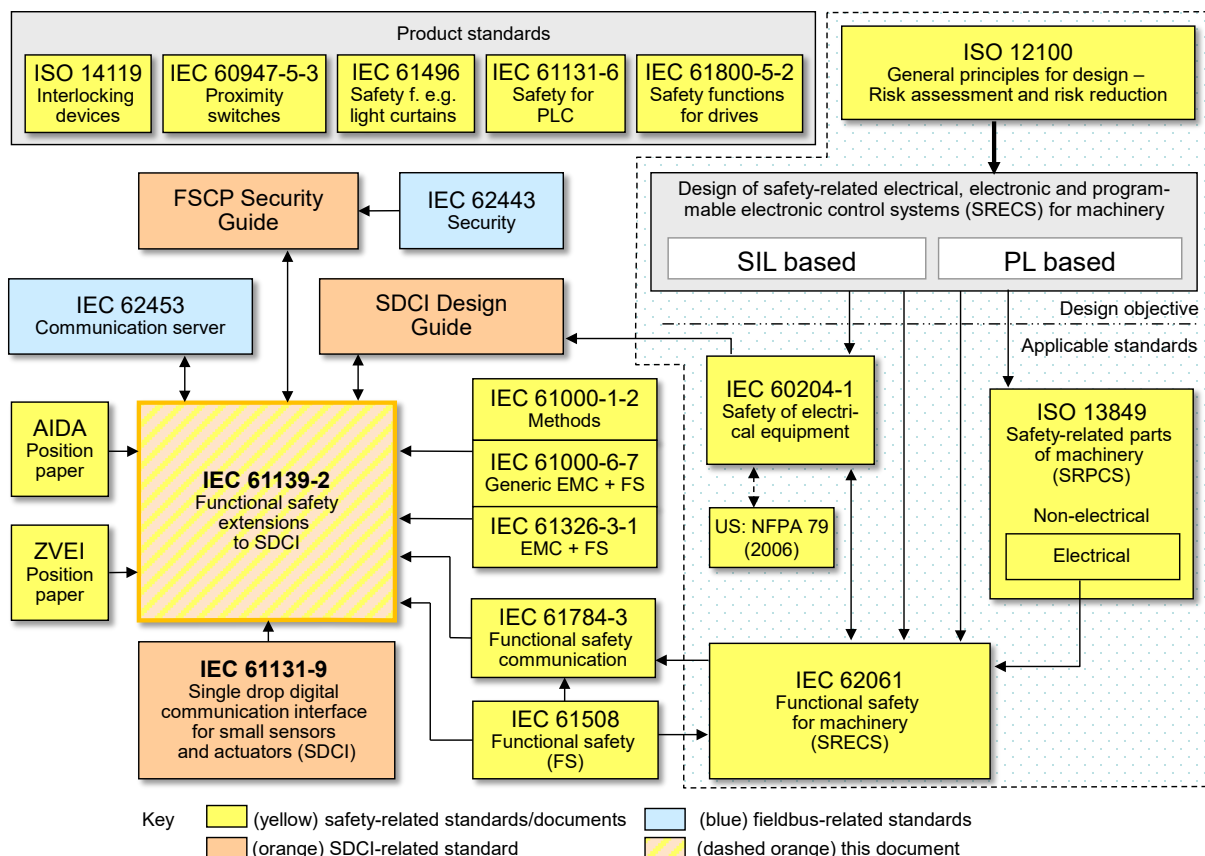 Product standards
ISO 14119
Interlocking
devices
IEC 60947-5-3
Proximity
switches
IEC 61496
Safety f. e.g.
light curtains
IEC 61131-6
Safety for
PLC
IEC 61800-5-2
Safety functions
for drives
ISO 12100
General principles for design –
Risk assessment and risk reduction
Design of safety-related electrical, electronic and program-
mable electronic control systems (SRECS) for machinery
SIL based
PL based
Design objective
Applicable standards
FSCP Security
Guide
IEC 62443
Security
IEC 62453
Communication server
SDCI Design
Guide
IEC 60204-1
Safety of electri-
cal equipment
ISO 13849
Safety-related parts
of machinery
(SRPCS)
Non-electrical
Electrical
US: NFPA 79
(2006)
AIDA
Position
paper
ZVEI
Position
paper
IEC 61139-2
Functional safety
extensions
to SDCI
IEC 61000-1-2
Methods
IEC 61000-6-7
Generic EMC + FS
IEC 61326-3-1
EMC + FS
IEC 61784-3
Functional safety
communication
IEC 61131-9
Single drop digital
communication interface
for small sensors
and actuators (SDCI)
IEC 61508
Functional safety
(FS)
IEC 62061
Functional safety
for machinery
(SRECS)
Key
(yellow) safety-related standards/documents
(blue) fieldbus-related standards
(orange) SDCI-related standard
(dashed orange) this document